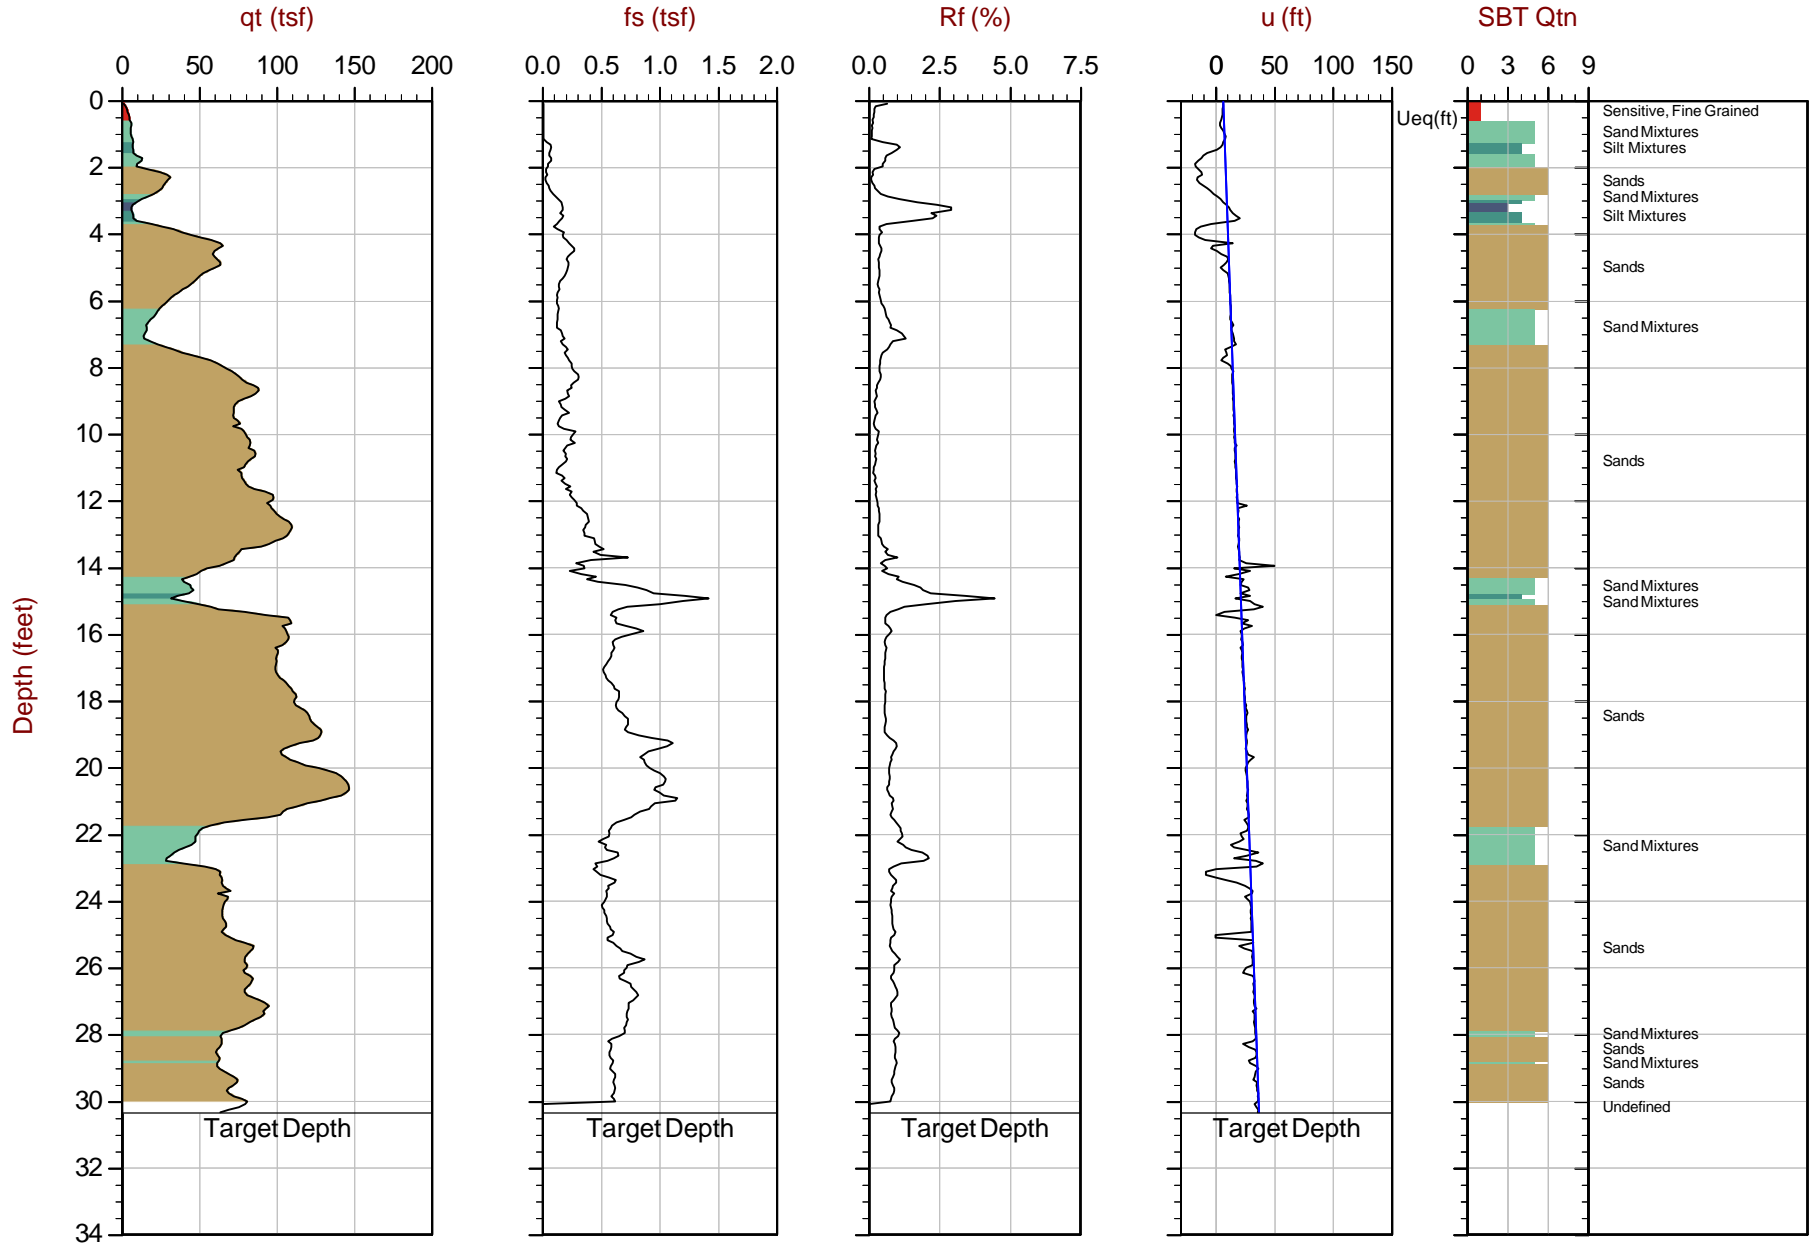 qt (tsf) fs (tsf) Rf (%) u (ft) SBT Qtn
0 50 100 150 200 0.0 0.5 1.0 1.5 2.0 0.0 2.5 5.0 7.5 0 50 100 150 0 3 6 9
0
Ueq(ft)
Sensitive, Fine Grained
Sand Mixtures
Silt Mixtures
2
Sands
Sand Mixtures
Silt Mixtures
4
Sands
6
Sand Mixtures
8
10
Sands
12
14
Sand Mixtures
Sand Mixtures
16
18
Sands
20
22
Sand Mixtures
24
Sands
26
28
Sand Mixtures
Sands
Sand Mixtures
Sands
30
Undefined
Target Depth Target Depth Target Depth Target Depth
32
34
Depth (feet)